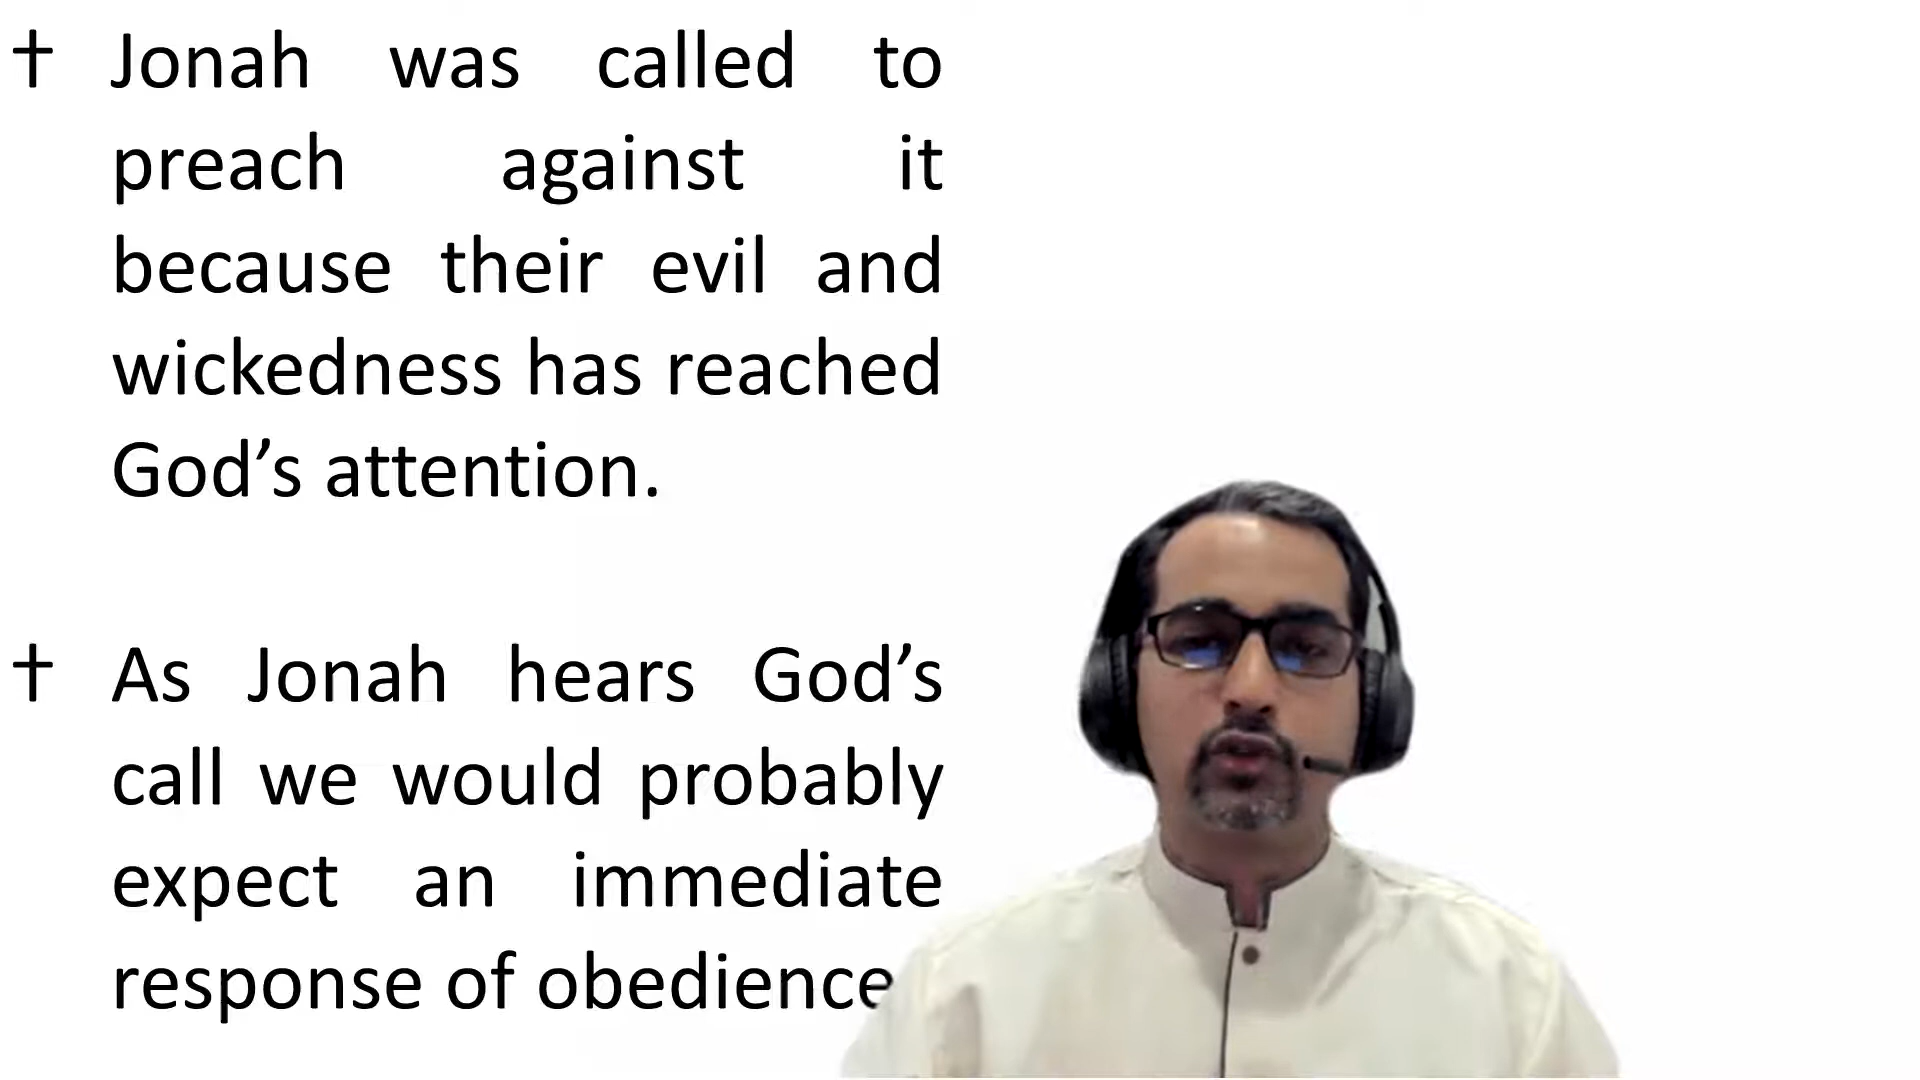 † Jonah was called to
preach against it
because their evil and
wickedness has reached
God’s attention.
† As Jonah hears God’s
call we would probably
expect an immediate
response of obedience